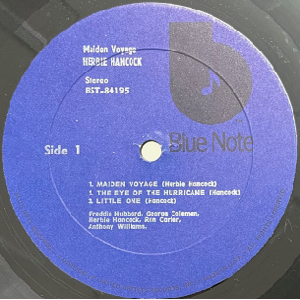 Maiden Voyage
HERBIE HANCOCK
Stereo
BST-84195
Side 1
Blue Note
1. MAIDEN VOYAGE (Herbie Hancock)
1. THE EYE OF THE HURRICANE (Hancock)
3. LITTLE ONE (Hancock)
Freddie Hubbard, George Coleman,
Herbie Hancock, Ron Carter,
Anthony Williams.